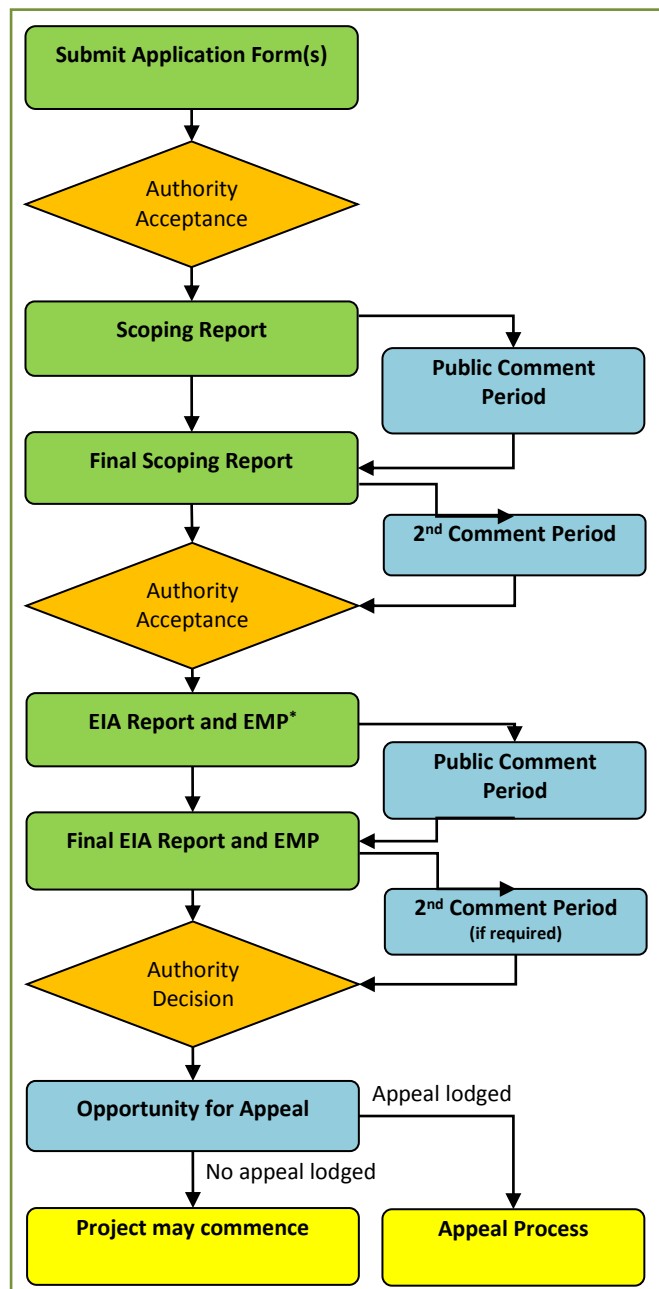 Submit Application Form(s)
Authority
Acceptance
Scoping Report
Public Comment
Period
Final Scoping Report
2nd Comment Period
Authority
Acceptance
EIA Report and EMP*
Public Comment
Period
Final EIA Report and EMP
2nd Comment Period
(if required)
Authority
Decision
Opportunity for Appeal
Appeal lodged
No appeal lodged
Project may commence
Appeal Process